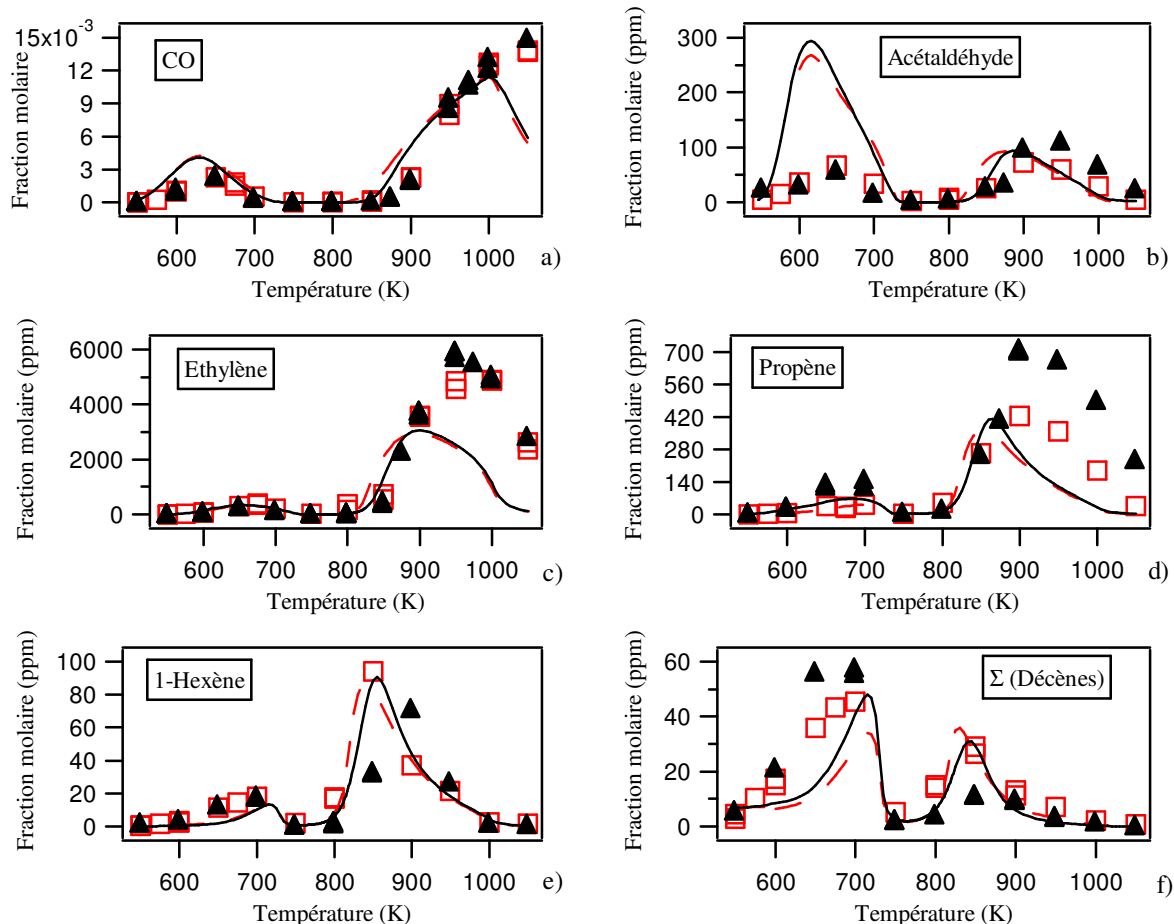 15x10-3
12
9
6
3
0
Fraction molaire
CO
600 700 800 900 1000
Température (K)
a)
300
200
100
0
Fraction molaire (ppm)
Acétaldéhyde
600 700 800 900 1000
Température (K)
b)
6000
4000
2000
0
Fraction molaire (ppm)
Ethylène
600 700 800 900 1000
Température (K)
c)
700
560
420
280
140
0
Fraction molaire (ppm)
Propène
600 700 800 900 1000
Température (K)
d)
100
80
60
40
20
0
Fraction molaire (ppm)
1-Hexène
600 700 800 900 1000
Température (K)
e)
60
40
20
0
Fraction molaire (ppm)
Σ (Décènes)
600 700 800 900 1000
Température (K)
f)